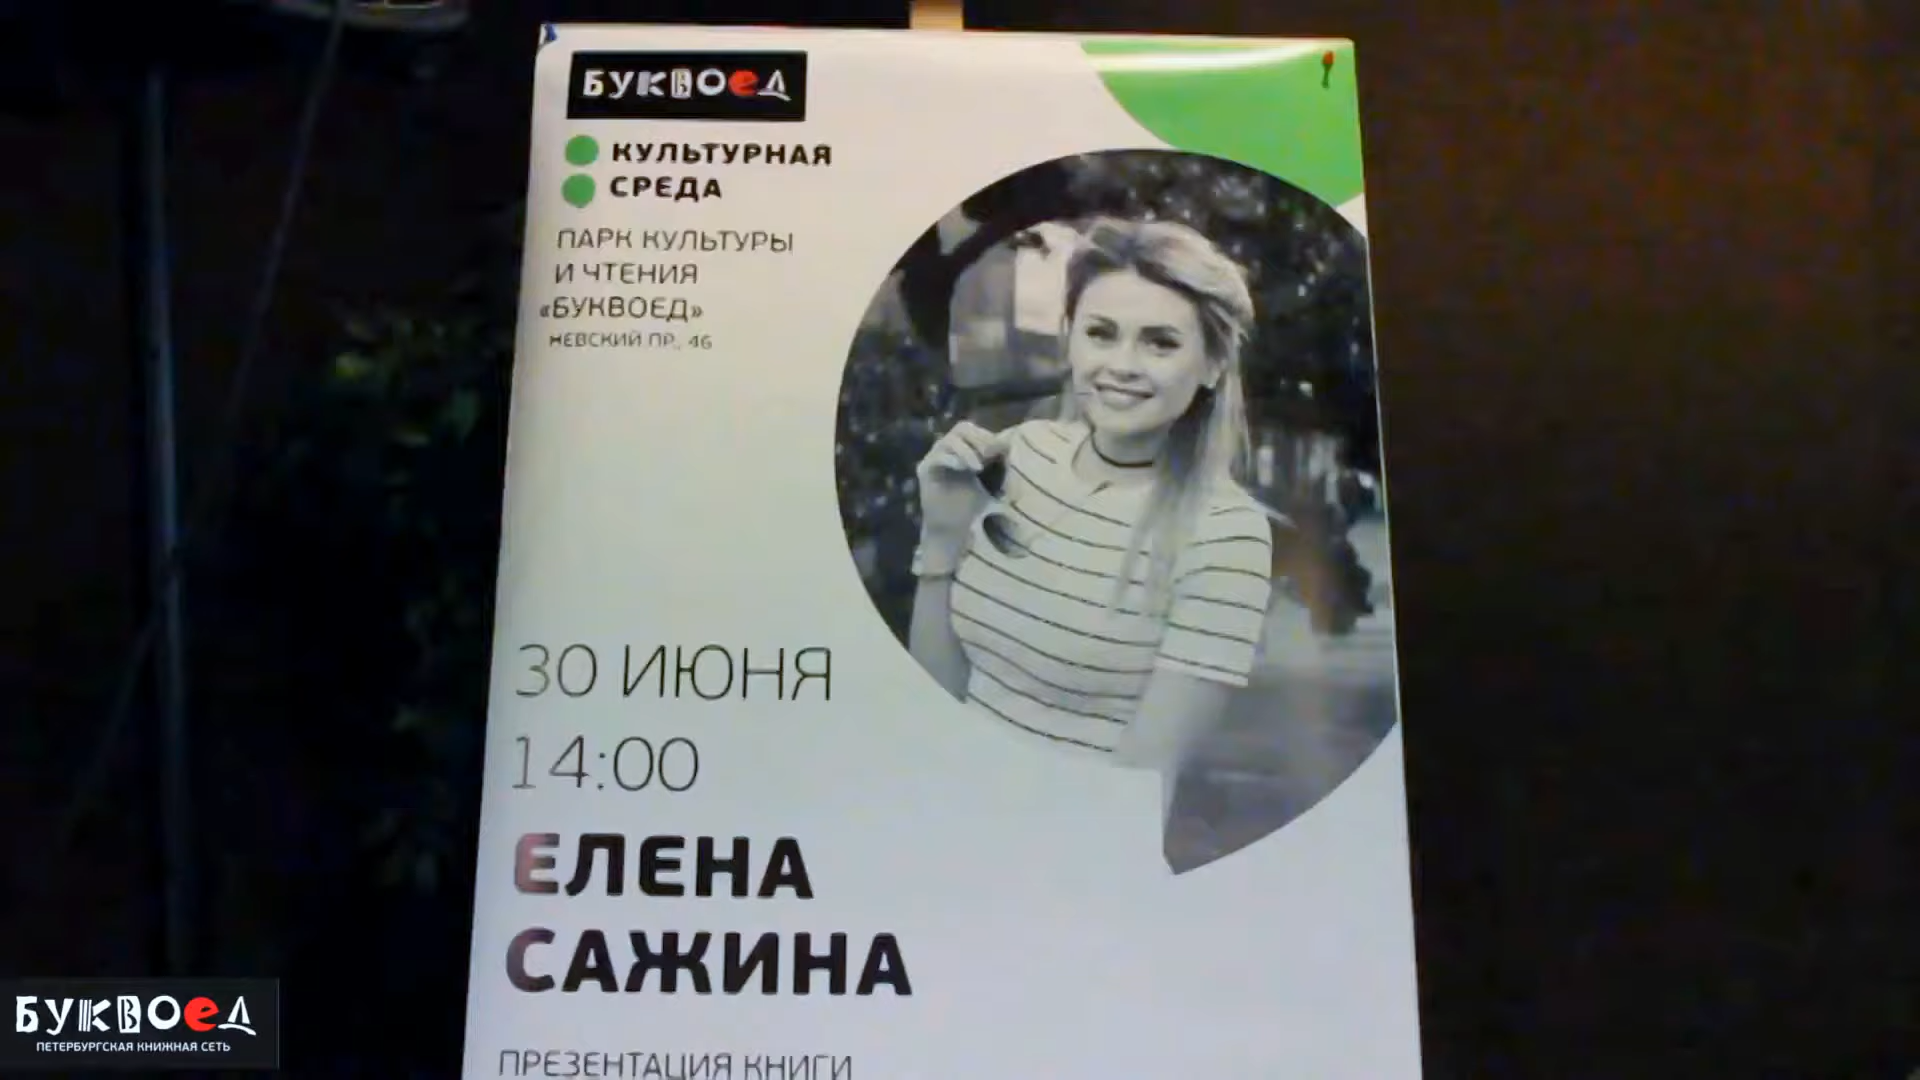 БУКВОЕД
КУЛЬТУРНАЯ
СРЕДА
ПАРК КУЛЬТУРЫ
И ЧТЕНИЯ
«БУКВОЕД»
НЕВСКИЙ ПР., 46
30 ИЮНЯ
14:00
ЕЛЕНА
САЖИНА
ПРЕЗЕНТАЦИЯ КНИГИ
БУКВОЕД
ПЕТЕРБУРГСКАЯ КНИЖНАЯ СЕТЬ